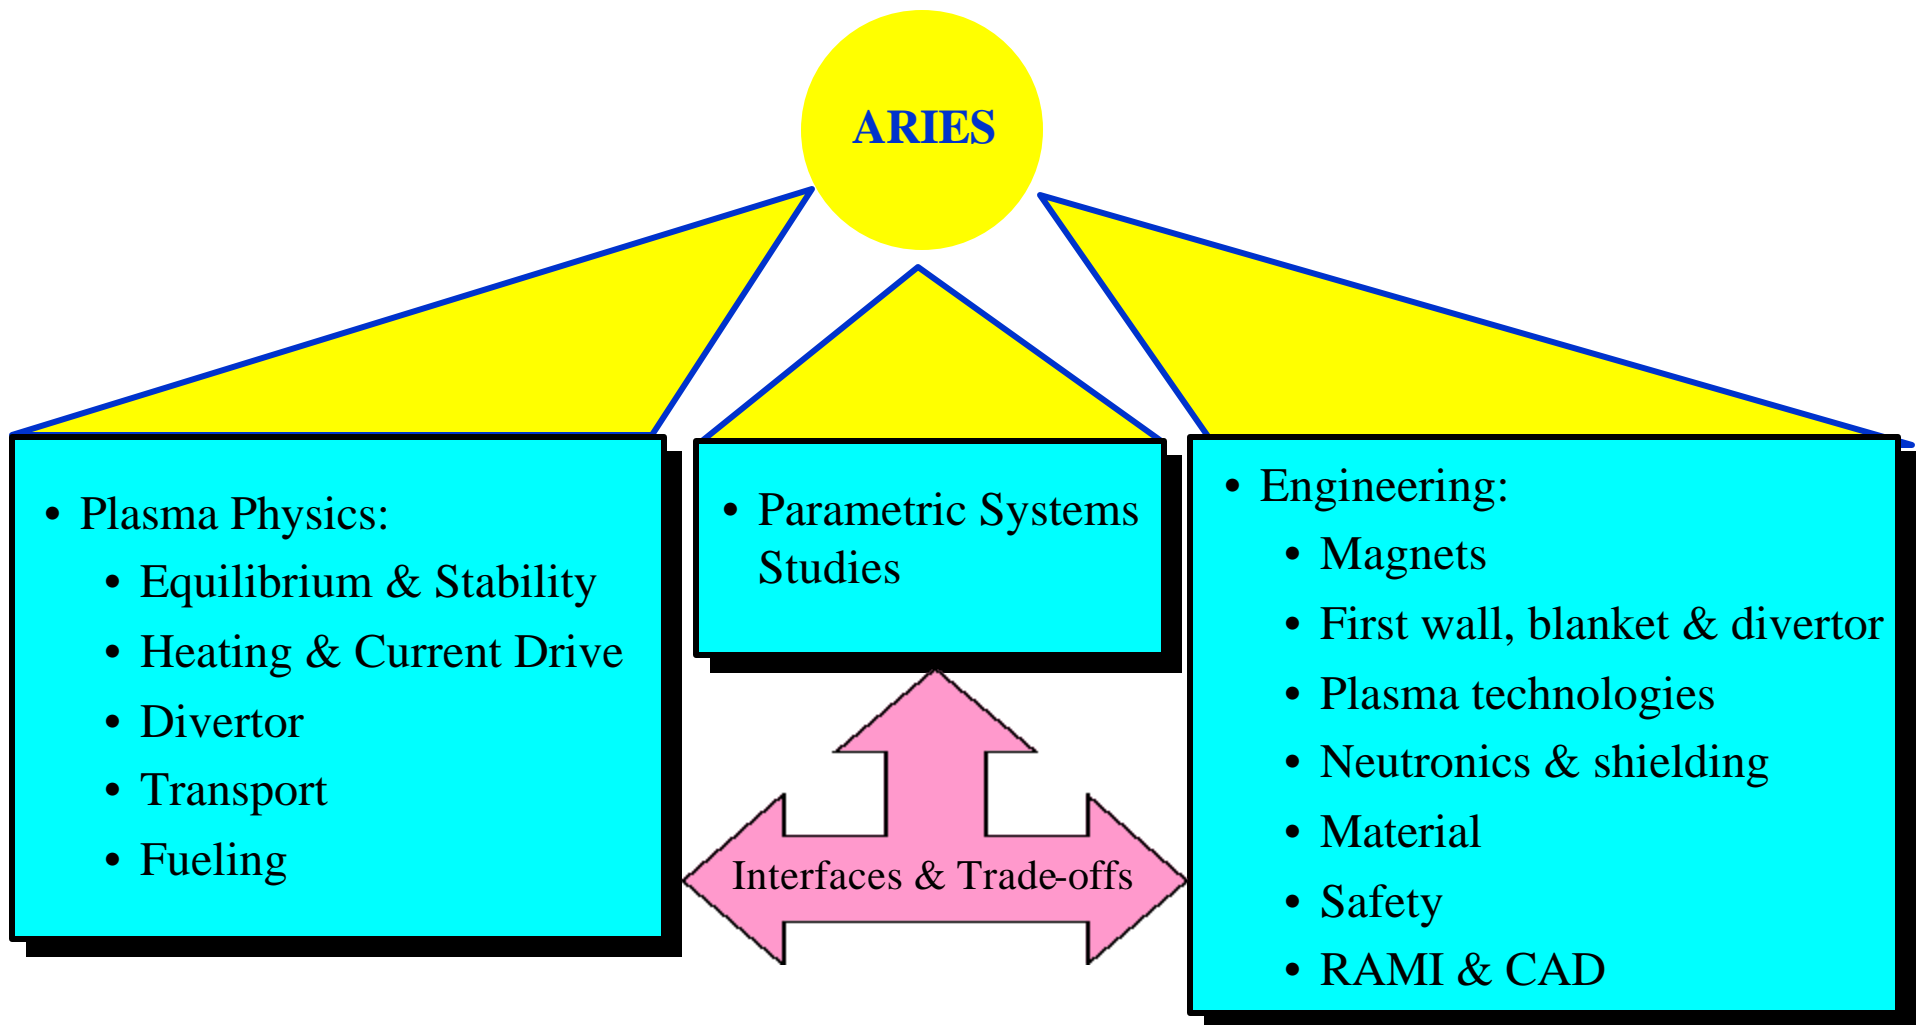 ARIES
• Plasma Physics:
• Equilibrium & Stability
• Heating & Current Drive
• Divertor
• Transport
• Fueling
• Parametric Systems
Studies
Interfaces & Trade-offs
• Engineering:
• Magnets
• First wall, blanket & divertor
• Plasma technologies
• Neutronics & shielding
• Material
• Safety
• RAMI & CAD